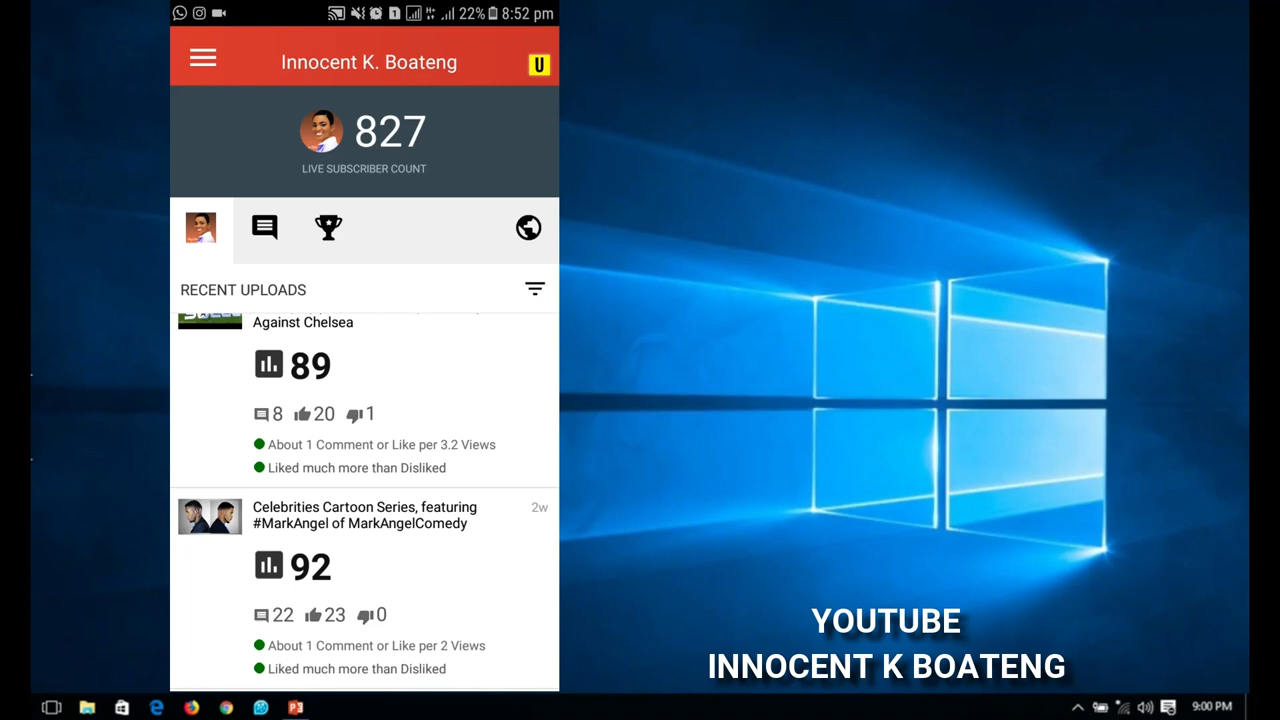 22% 8:52 pm
Innocent K. Boateng
U
827
LIVE SUBSCRIBER COUNT
RECENT UPLOADS
Against Chelsea
89
8 20 1
About 1 Comment or Like per 3.2 Views
Liked much more than Disliked
Celebrities Cartoon Series, featuring 2w
#MarkAngel of MarkAngelComedy
92
22 23 0
About 1 Comment or Like per 2 Views
Liked much more than Disliked
YOUTUBE
INNOCENT K BOATENG
9:00 PM